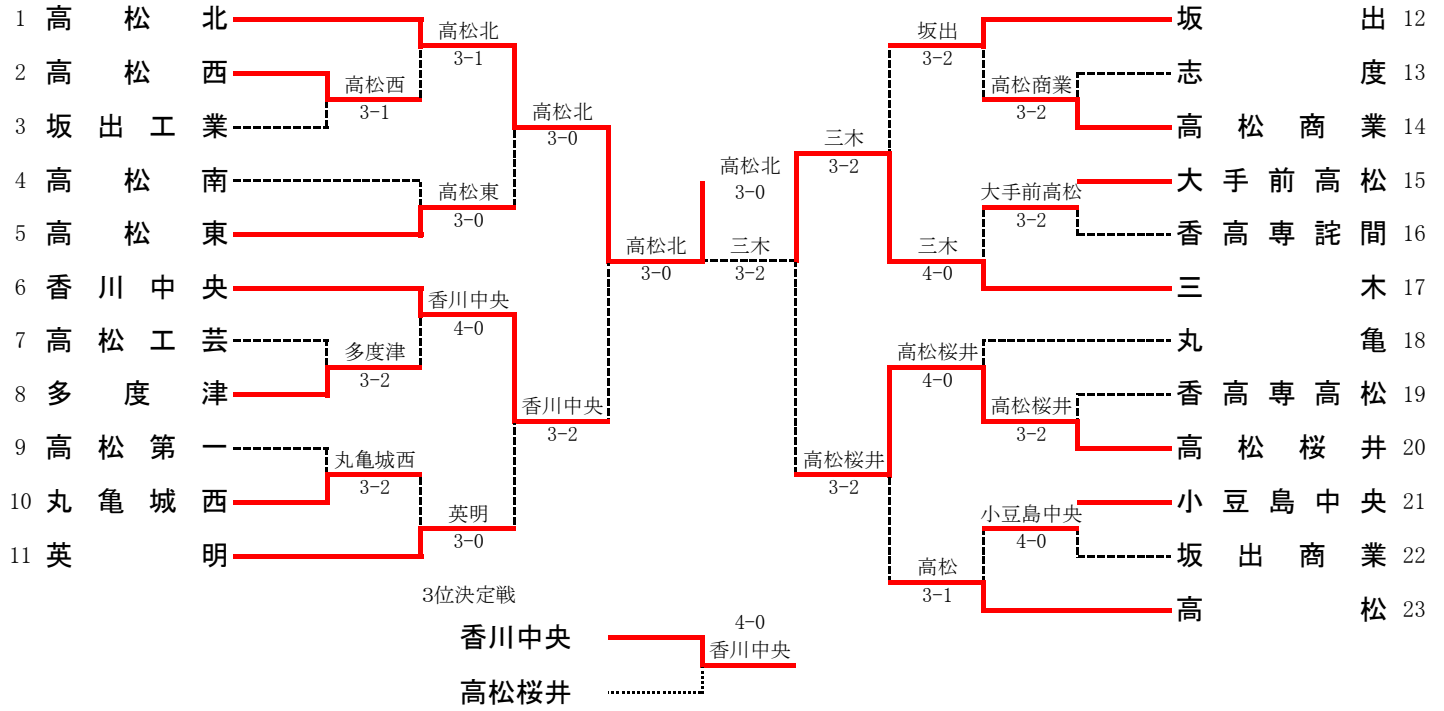 1 高松北
2 高松西
3 坂出工業
4 高松南
5 高松東
6 香川中央
7 高松工芸
8 多度津
9 高松第一
10 丸亀城西
11 英明
高松西
3-1
多度津
3-2
丸亀城西
3-2
高松北
3-1
高松東
3-0
香川中央
4-0
英明
3-0
高松北
3-0
香川中央
3-2
高松北
3-0
高松北
3-0
三木
3-2
三木
3-2
高松桜井
3-2
坂出
3-2
三木
4-0
高松桜井
4-0
高松
3-1
高松商業
3-2
大手前高松
3-2
高松桜井
3-2
小豆島中央
4-0
坂出 12
志度 13
高松商業 14
大手前高松 15
香高専詫間 16
三木 17
丸亀 18
香高専高松 19
高松桜井 20
小豆島中央 21
坂出商業 22
高松 23
3位決定戦
香川中央
高松桜井
4-0
香川中央